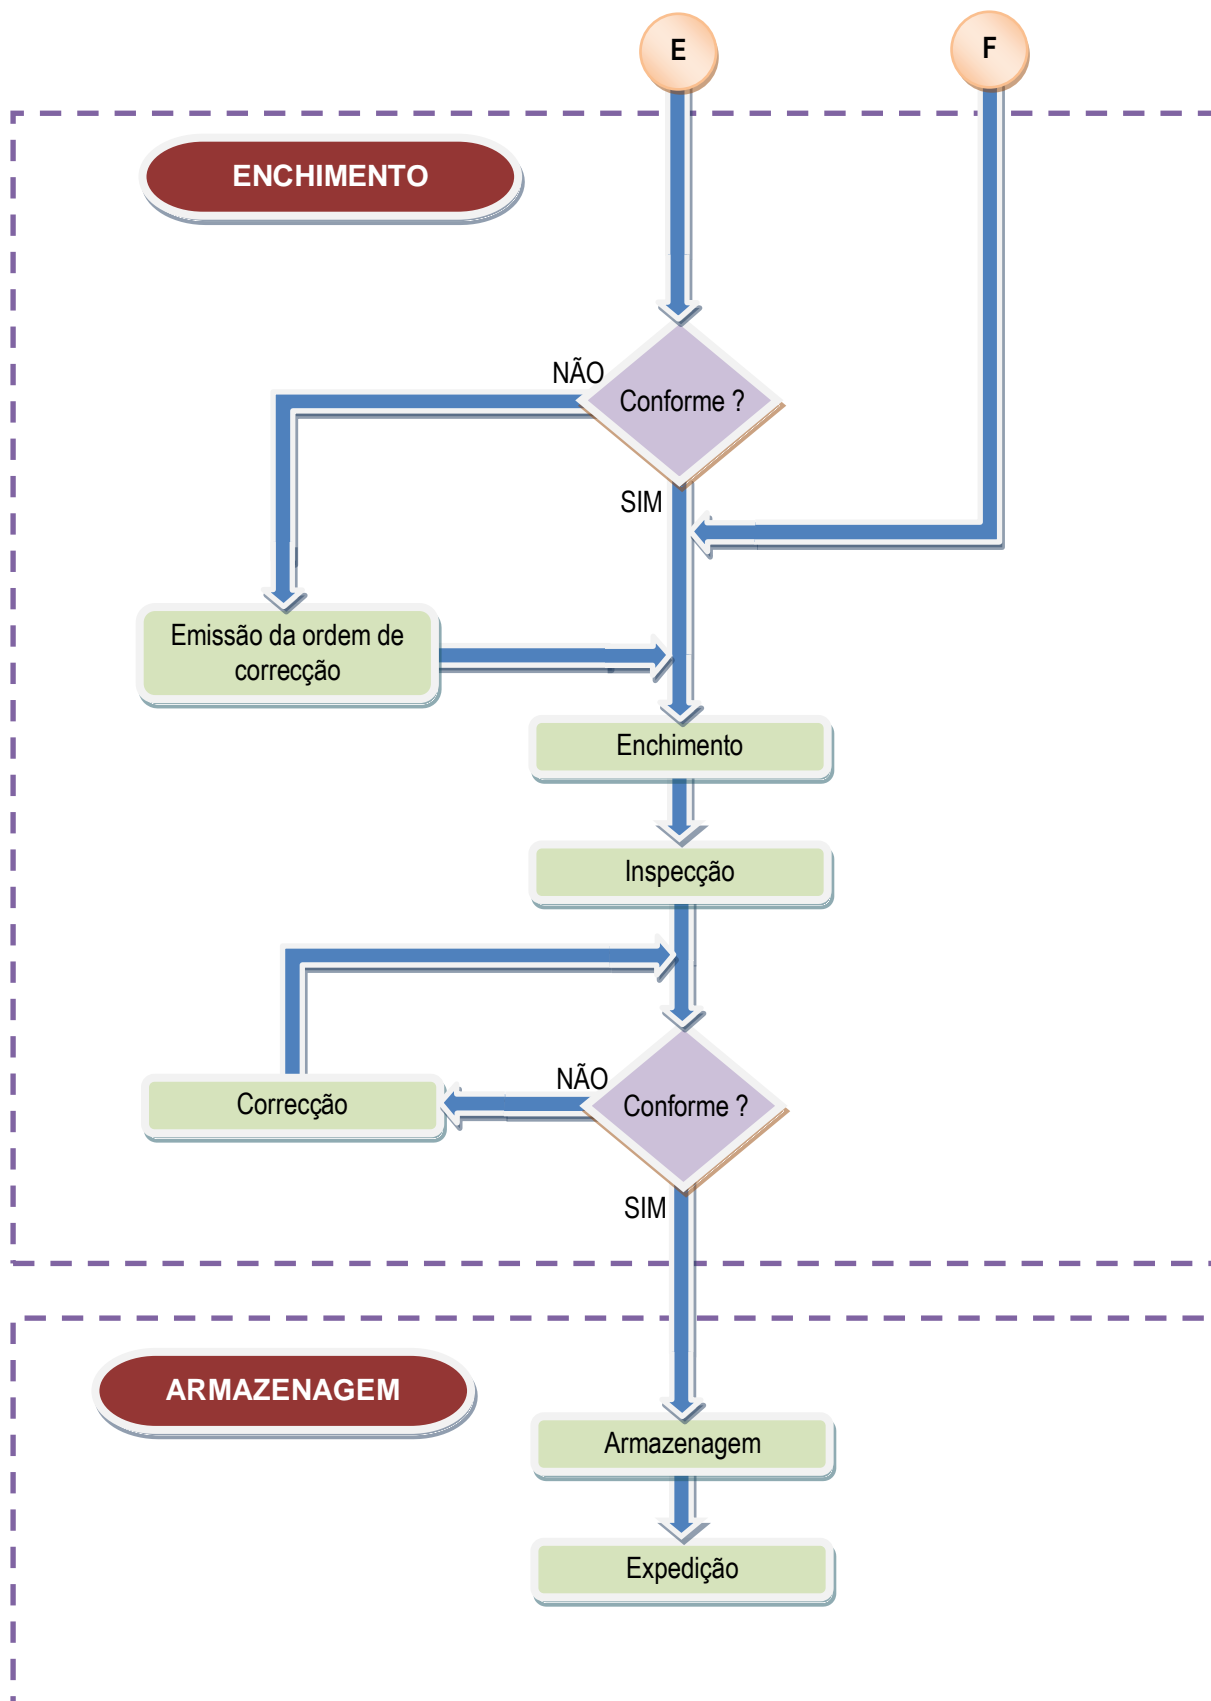 E
F
ENCHIMENTO
NÃO
Conforme ?
SIM
Emissão da ordem de
correcção
Enchimento
Inspecção
NÃO
Correcção
Conforme ?
SIM
ARMAZENAGEM
Armazenagem
Expedição